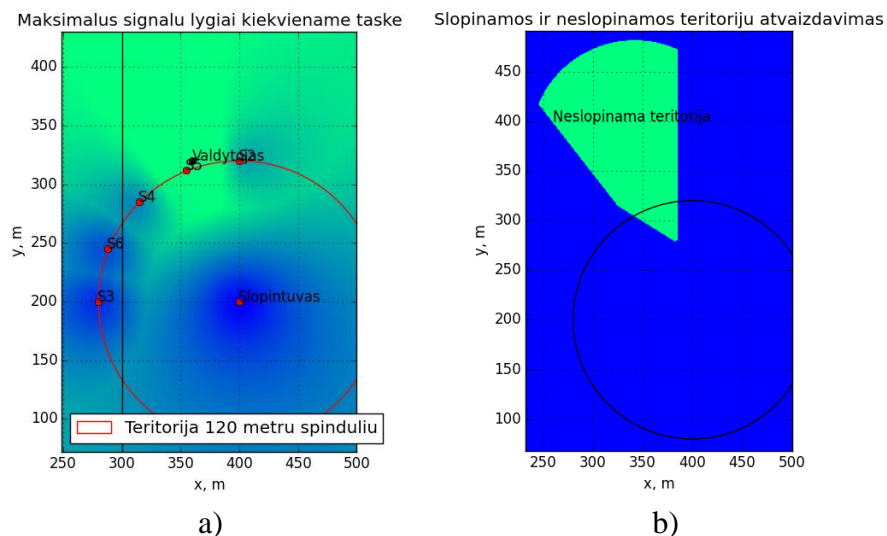 Maksimalus signalu lygiai kiekviename taske
400
350
300
250
200
150
100
y, m
Valdytojas
S5
S2
S4
S6
S3
Slopintuvas
Teritorija 120 metru spinduliu
250 300 350 400 450 500
x, m
a)
Slopinamos ir neslopinamos teritoriju atvaizdavimas
450
400
350
300
250
200
150
100
y, m
Neslopinama teritorija
250 300 350 400 450 500
x, m
b)